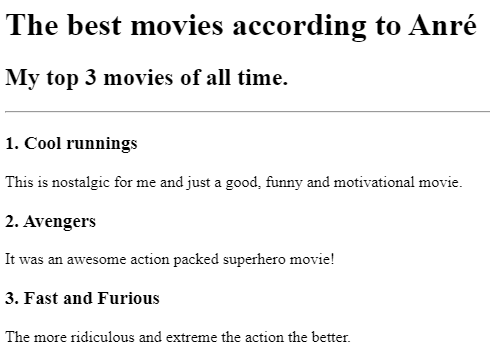 The best movies according to Anré
My top 3 movies of all time.
1. Cool runnings
This is nostalgic for me and just a good, funny and motivational movie.
2. Avengers
It was an awesome action packed superhero movie!
3. Fast and Furious
The more ridiculous and extreme the action the better.